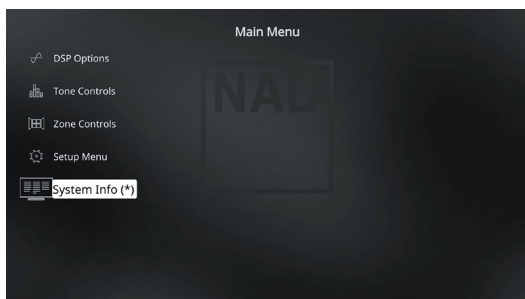 Main Menu
DSP Options
Tone Controls
Zone Controls
Setup Menu
System Info (*)
NAD